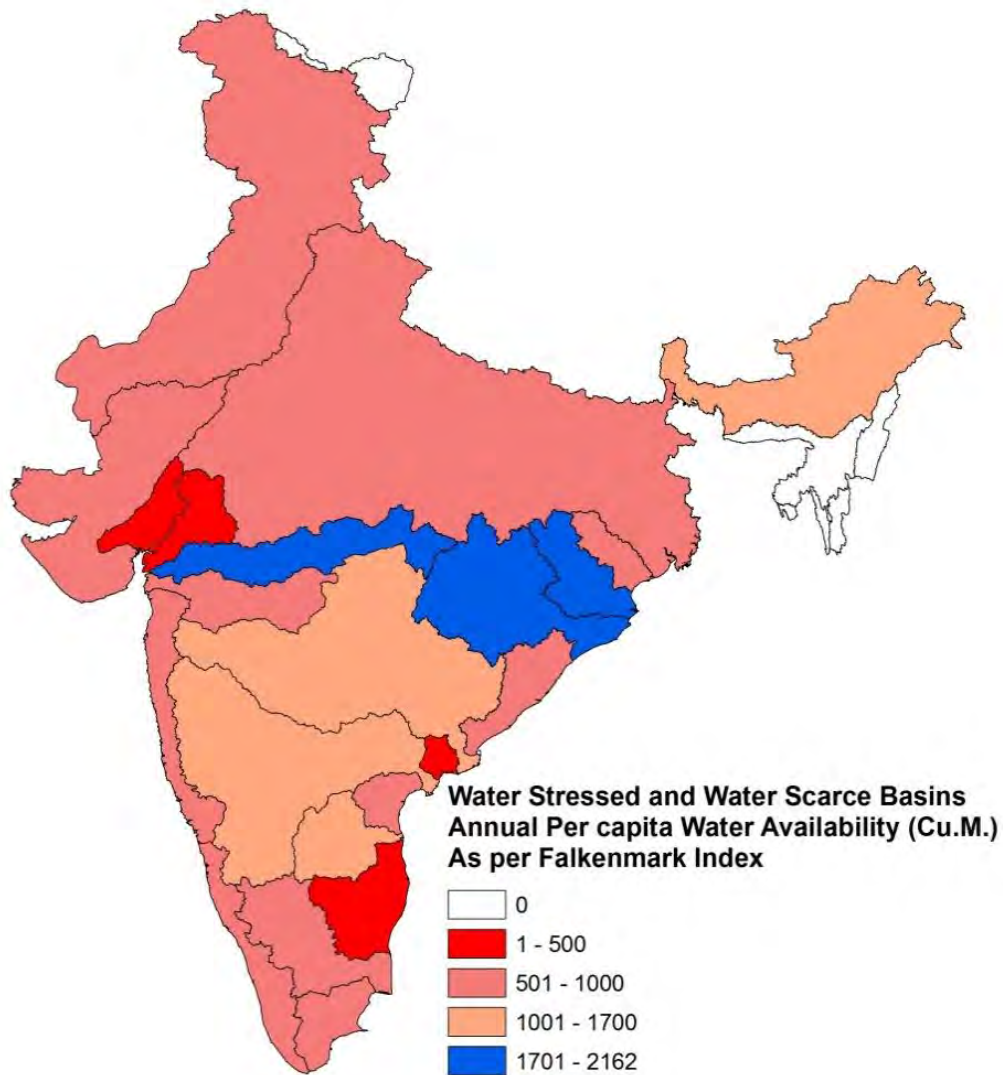 Water Stressed and Water Scarce Basins
Annual Per capita Water Availability (Cu.M.)
As per Falkenmark Index
0
1 - 500
501 - 1000
1001 - 1700
1701 - 2162